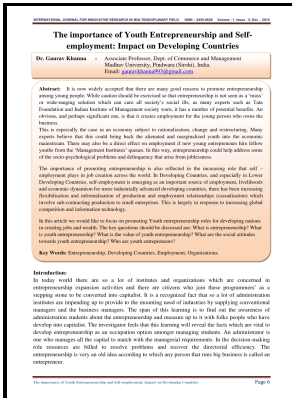 INTERNATIONAL JOURNAL FOR INNOVATIVE RESEARCH IN MULTIDISCIPLINARY FIELD ISSN – 2455-0620 Volume - 1, Issue - 5, Dec - 2015
The importance of Youth Entrepreneurship and Self-
employment: Impact on Developing Countries
Dr. Gaurav Khanna - Associate Professor, Dept. of Commerce and Management
Madhav University, Pindwara (Sirohi), India.
Email: gauravkhanna993@gmail.com
Abstract: It is now widely accepted that there are many good reasons to promote entrepreneurship
among young people. While caution should be exercised so that entrepreneurship is not seen as a ‘mass’
or wide-ranging solution which can cure all society’s social ills, as many experts such as Tata
Foundation and Indian Institute of Management society warn, it has a number of potential benefits. An
obvious, and perhaps significant one, is that it creates employment for the young person who owns the
business.
This is especially the case in an economy subject to rationalization, change and restructuring. Many
experts believe that this could bring back the alienated and marginalized youth into the economic
mainstream. There may also be a direct effect on employment if new young entrepreneurs hire fellow
youths from the ‘Management Institutes’ queues. In this way, entrepreneurship could help address some
of the socio-psychological problems and delinquency that arise from joblessness.
The importance of promoting entrepreneurship is also reflected in the increasing role that self –
employment plays in job creation across the world. In Developing Countries, and especially in Lower
Developed Countries, self-employment is emerging as an important source of employment, livelihoods
and economic dynamism for more industrially advanced developing countries, there has been increasing
flexibilization and informalization of production and employment relationships (casualisation) which
involve sub-contracting production to small enterprises. This is largely in response to increasing global
competition and information technology.
In this article we would like to focus on promoting Youth entrepreneurship roles for developing nations
in creating jobs and wealth. The key questions should be discussed are: What is entrepreneurship? What
is youth entrepreneurship? What is the value of youth entrepreneurship? What are the social attitudes
towards youth entrepreneurship? Who are youth entrepreneurs?
Key Words: Entrepreneurship, Developing Countries, Employment, Organizations.
Introduction:
In today world there are so a lot of institutes and organizations which are concerned in
entrepreneurship expansion activities and there are citizens who join these programmes’ as a
stepping stone to be converted into capitalist. It is a recognized fact that so a lot of administration
institutes are impending up to provide to the mounting need of Industries by supplying conventional
managers and the business managers. The span of this learning is to find out the awareness of
administration students about the entrepreneurship and measure up to it with folks people who have
develop into capitalist. The investigator feels that this learning will reveal the facts which are vital to
develop entrepreneurship as an occupation option amongst managing students. An administrator is
one who manages all the capital to match with the managerial requirements. In the decision-making
role resources are billed to resolve problems and recover the directorial efficiency. The
entrepreneurship is very an old idea according to which any person that runs big business is called an
entrepreneur.
The importance of Youth Entrepreneurship and Self-employment: Impact on Developing Countries Page 6